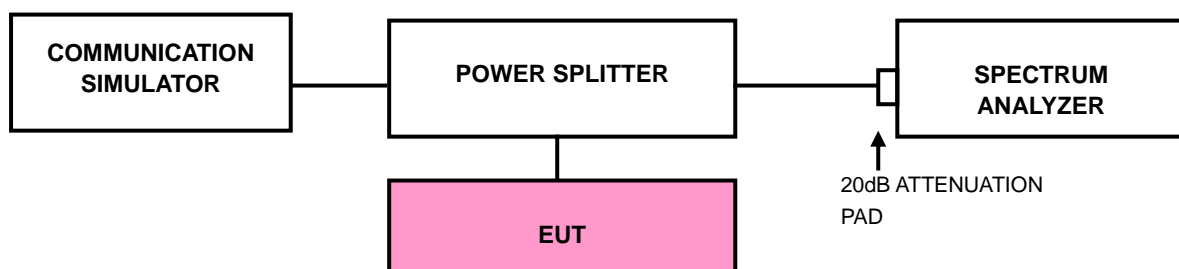 COMMUNICATION
SIMULATOR
POWER SPLITTER
SPECTRUM
ANALYZER
20dB ATTENUATION
PAD
EUT